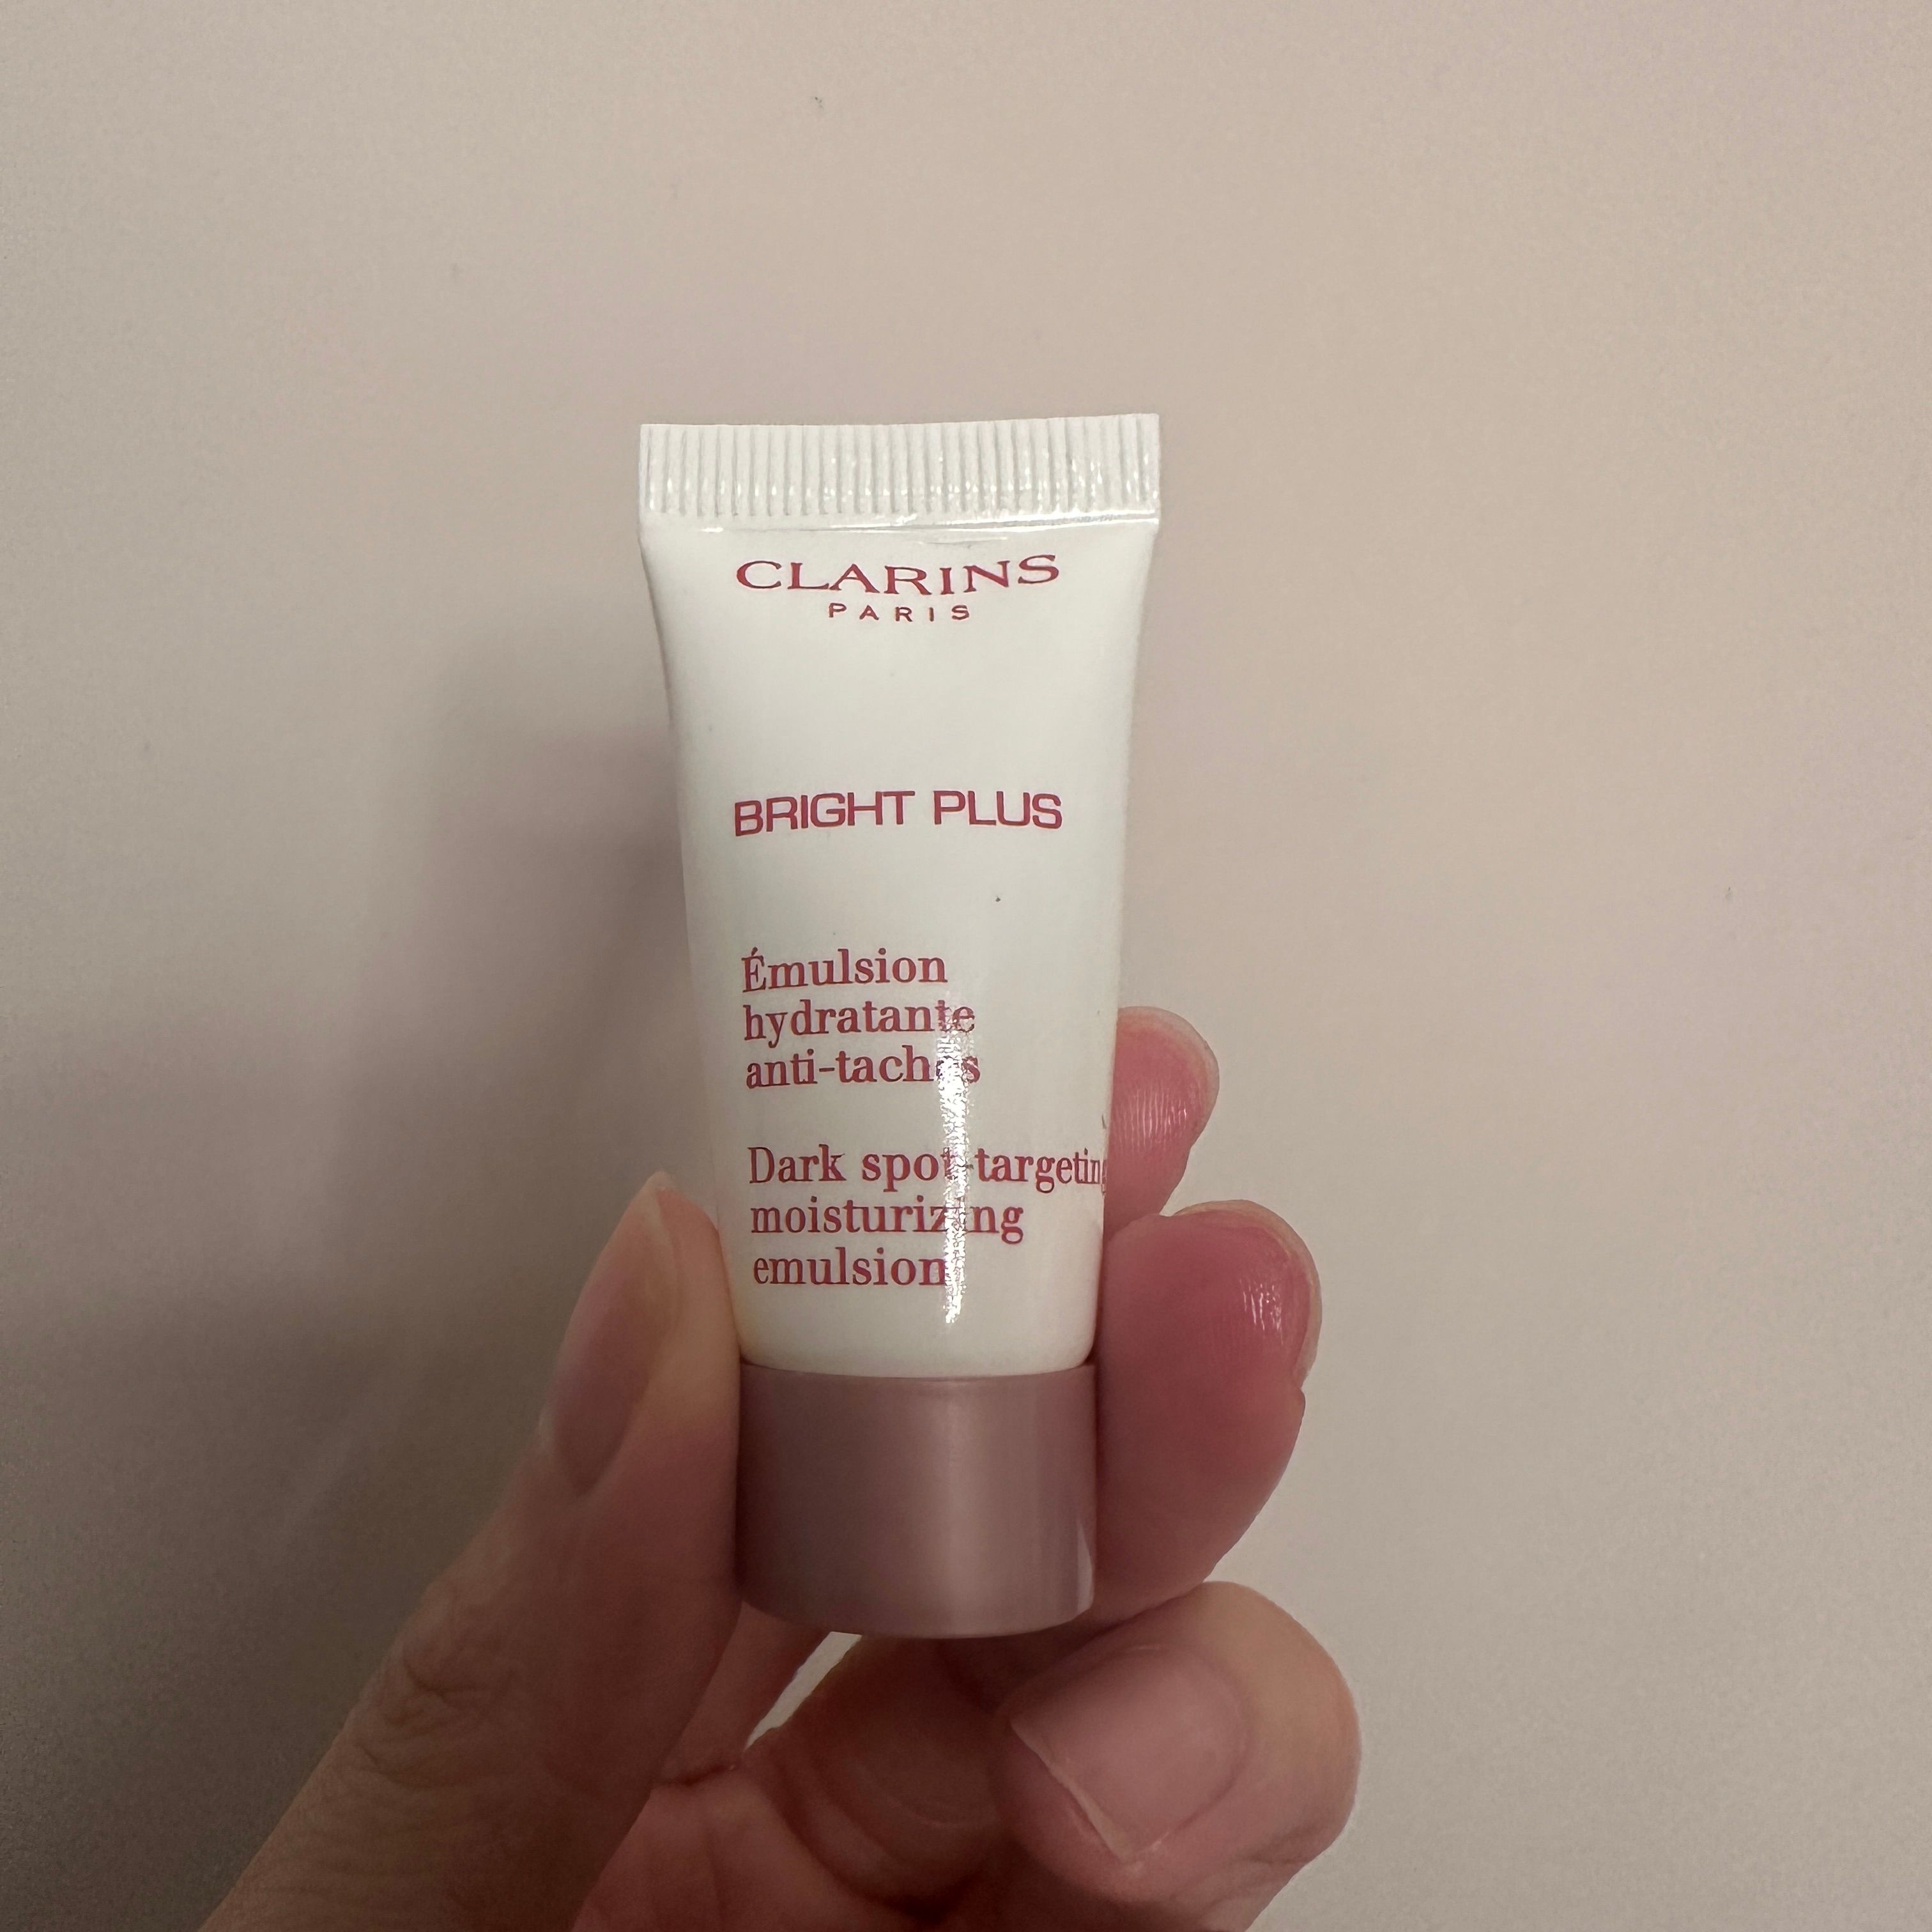 CLARINS
PARIS
BRIGHT PLUS
Émulsion
hydratante
anti-taches
Dark spot-targeting
moisturizing
emulsion